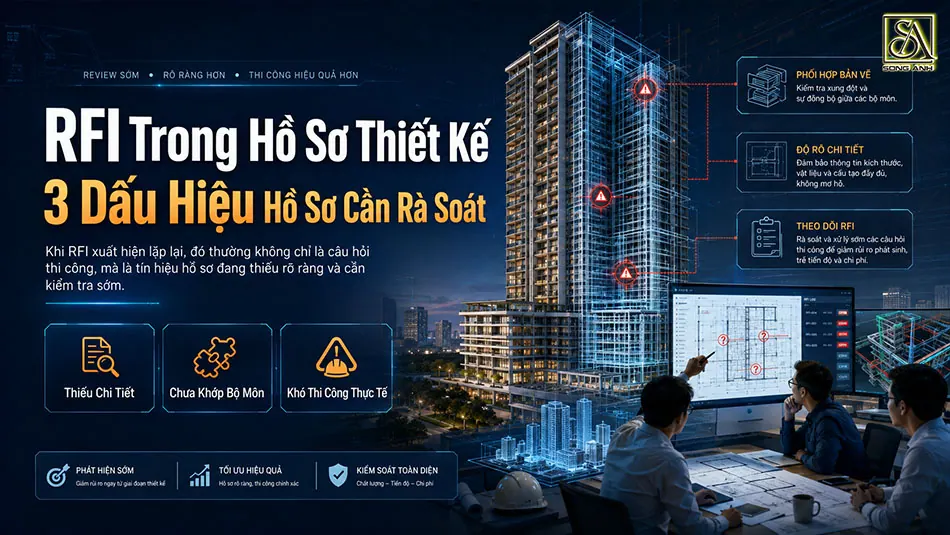 SA
SONG ANH
REVIEW SỚM • RÕ RÀNG HƠN • THI CÔNG HIỆU QUẢ HƠN
RFI Trong Hồ Sơ Thiết Kế
3 Dấu Hiệu Hồ Sơ Cần Rà Soát
Khi RFI xuất hiện lặp lại, đó thường không chỉ là câu hỏi
thi công, mà là tín hiệu hồ sơ đang thiếu rõ ràng và cần
kiểm tra sớm.
Thiếu Chi Tiết
Chưa Khớp Bộ Môn
Khó Thi Công Thực Tế
PHÁT HIỆN SỚM
Giảm rủi ro ngay từ giai đoạn thiết kế
TỐI ƯU HIỆU QUẢ
Hồ sơ rõ ràng, thi công chính xác
KIỂM SOÁT TOÀN DIỆN
Chất lượng – Tiến độ – Chi phí
PHỐI HỢP BẢN VẼ
Kiểm tra xung đột và
sự đồng bộ giữa các bộ môn.
ĐỘ RÕ CHI TIẾT
Đảm bảo thông tin kích thước,
vật liệu và cấu tạo đầy đủ,
không mơ hồ.
THEO DÕI RFI
Rà soát và xử lý sớm các câu hỏi
thi công để giảm rủi ro phát sinh,
trễ tiến độ và chi phí.